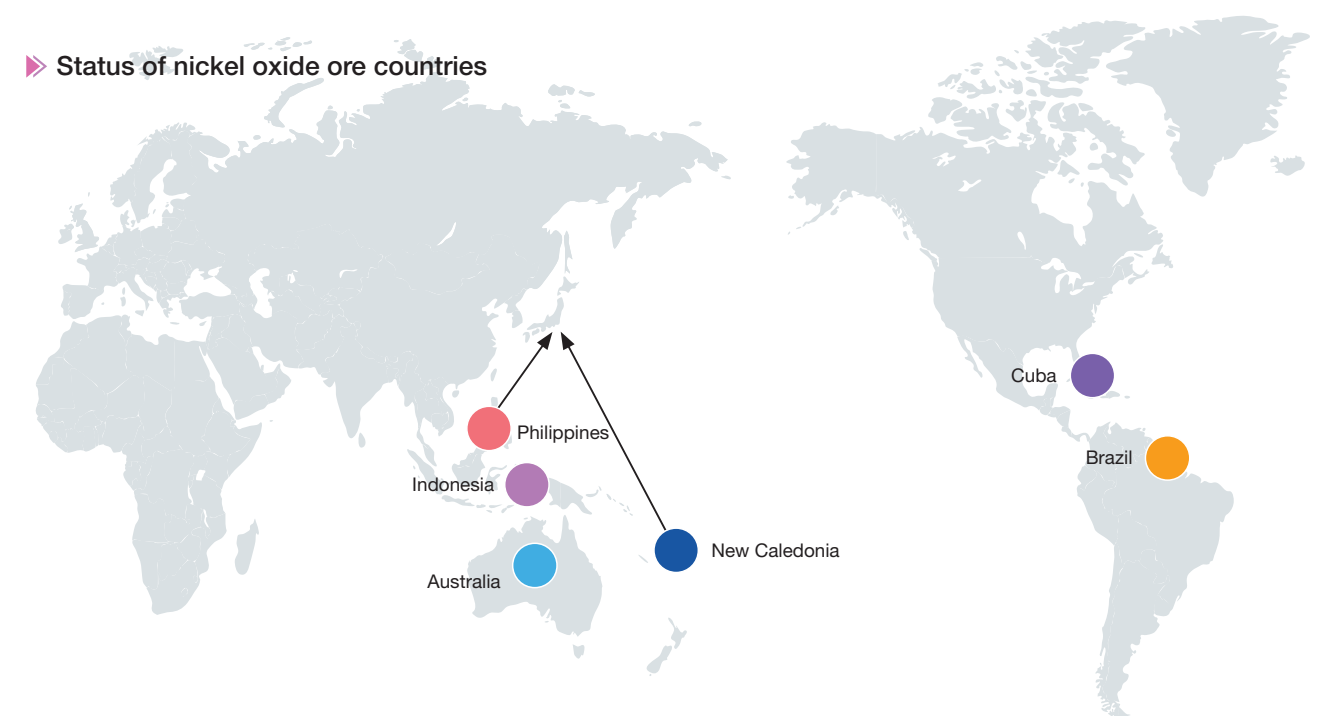 Status of nickel oxide ore countries
Cuba
Philippines
Brazil
Indonesia
New Caledonia
Australia